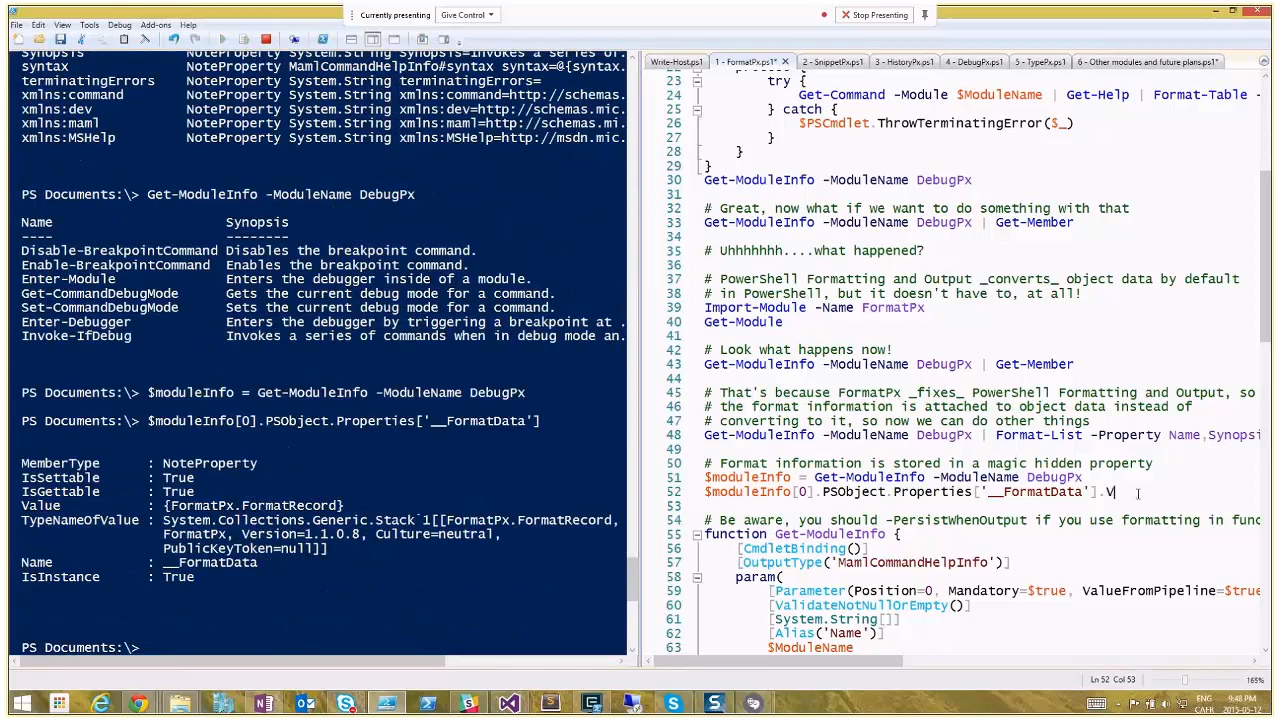 Currently presenting
Give Control
Stop Presenting
File Edit View Tools Debug Add-ons Help
Synopsis NoteProperty System.String Synopsis=Invokes a series of
syntax NoteProperty MamlCommandHelpInfo#syntax syntax=@{syntax.
terminatingErrors NoteProperty System.String terminatingErrors=
xmlns:command NoteProperty System.String xmlns:command=http://schemas.mi.
xmlns:dev NoteProperty System.String xmlns:dev=http://schemas.mic.
xmlns:maml NoteProperty System.String xmlns:maml=http://schemas.mi.
xmlns:MSHelp NoteProperty System.String xmlns:MSHelp=http://msdn.mic.
PS Documents:\> Get-ModuleInfo -ModuleName DebugPx
Name Synopsis
---- --------
Disable-BreakpointCommand Disables the breakpoint command.
Enable-BreakpointCommand Enables the breakpoint command.
Enter-Module Enters the debugger inside of a module.
Get-CommandDebugMode Gets the current debug mode for a command.
Set-CommandDebugMode Sets the current debug mode for a command.
Enter-Debugger Enters the debugger by triggering a breakpoint at .
Invoke-IfDebug Invokes a series of commands when in debug mode an.
PS Documents:\> $moduleInfo = Get-ModuleInfo -ModuleName DebugPx
PS Documents:\> $moduleInfo[0].PSObject.Properties['__FormatData']
MemberType : NoteProperty
IsSettable : True
IsGettable : True
Value : {FormatPx.FormatRecord}
TypeNameOfValue : System.Collections.Generic.Stack`1[[FormatPx.FormatRecord,
FormatPx, Version=1.1.0.8, Culture=neutral,
PublicKeyToken=null]]
Name : __FormatData
IsInstance : True
PS Documents:\>
Write-Host.ps1 1 - FormatPx.ps1* 2 - SnippetPx.ps1 3 - HistoryPx.ps1 4 - DebugPx.ps1 5 - TypePx.ps1 6 - Other modules and future plans.ps1*
23 try {
24 Get-Command -Module $ModuleName | Get-Help | Format-Table -
25 } catch {
26 $PSCmdlet.ThrowTerminatingError($_)
27 }
28 }
29 }
30 Get-ModuleInfo -ModuleName DebugPx
31
32 # Great, now what if we want to do something with that
33 Get-ModuleInfo -ModuleName DebugPx | Get-Member
34
35 # Uhhhhhhh....what happened?
36
37 # PowerShell Formatting and Output _converts_ object data by default
38 # in PowerShell, but it doesn't have to, at all!
39 Import-Module -Name FormatPx
40 Get-Module
41
42 # Look what happens now!
43 Get-ModuleInfo -ModuleName DebugPx | Get-Member
44
45 # That's because FormatPx _fixes_ PowerShell Formatting and Output, so
46 # the format information is attached to object data instead of
47 # converting to it, so now we can do other things
48 Get-ModuleInfo -ModuleName DebugPx | Format-List -Property Name,Synopsi
49
50 # Format information is stored in a magic hidden property
51 $moduleInfo = Get-ModuleInfo -ModuleName DebugPx
52 $moduleInfo[0].PSObject.Properties['__FormatData'].V
53
54 # Be aware, you should -PersistWhenOutput if you use formatting in func
55 function Get-ModuleInfo {
56 [CmdletBinding()]
57 [OutputType('MamlCommandHelpInfo')]
58 param(
59 [Parameter(Position=0, Mandatory=$true, ValueFromPipeline=$true
60 [ValidateNotNullOrEmpty()]
61 [System.String[]]
62 [Alias('Name')]
63 $ModuleName
Ln 52 Col 53
165%
ENG
CAFR
9:48 PM
2015-05-12